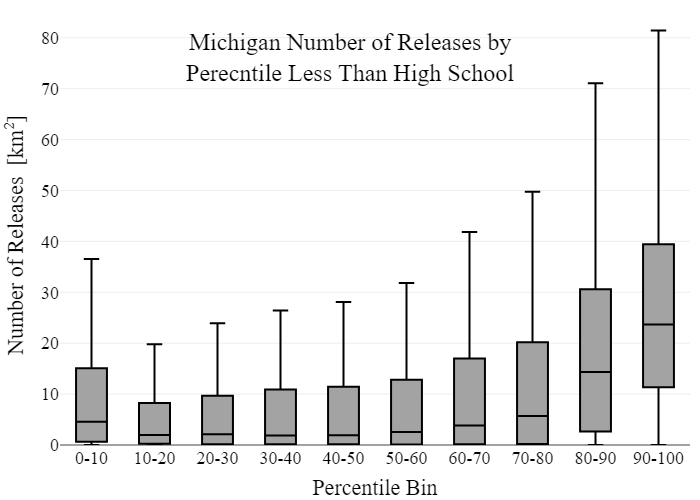 Michigan Number of Releases by
Perecntile Less Than High School
Number of Releases [km²]
80
70
60
50
40
30
20
10
0
0-10 10-20 20-30 30-40 40-50 50-60 60-70 70-80 80-90 90-100
Percentile Bin